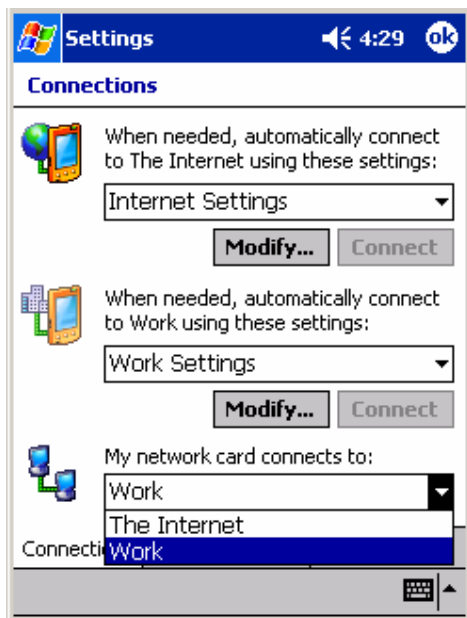 Settings 4:29 ok
Connections
When needed, automatically connect
to The Internet using these settings:
Internet Settings
Modify... Connect
When needed, automatically connect
to Work using these settings:
Work Settings
Modify... Connect
My network card connects to:
Work
The Internet
Connecti Work